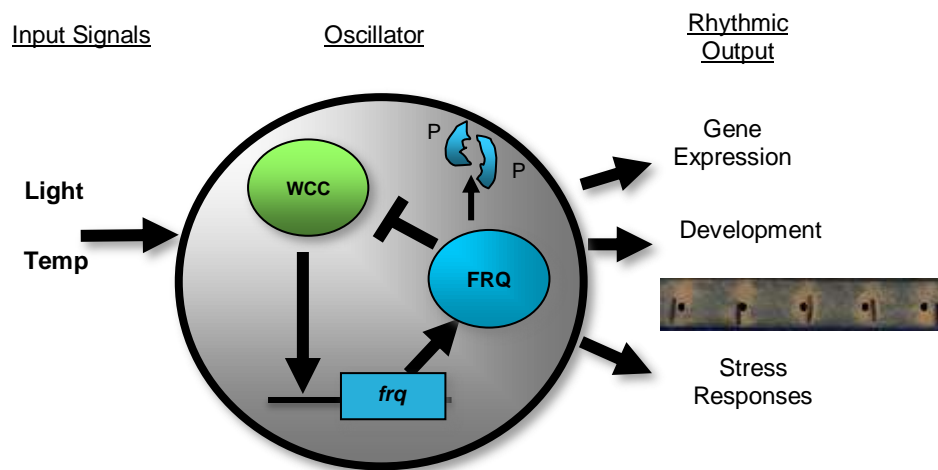 Input Signals
Oscillator
Rhythmic
Output
Light
Temp
WCC
P
P
FRQ
frq
Gene
Expression
Development
Stress
Responses